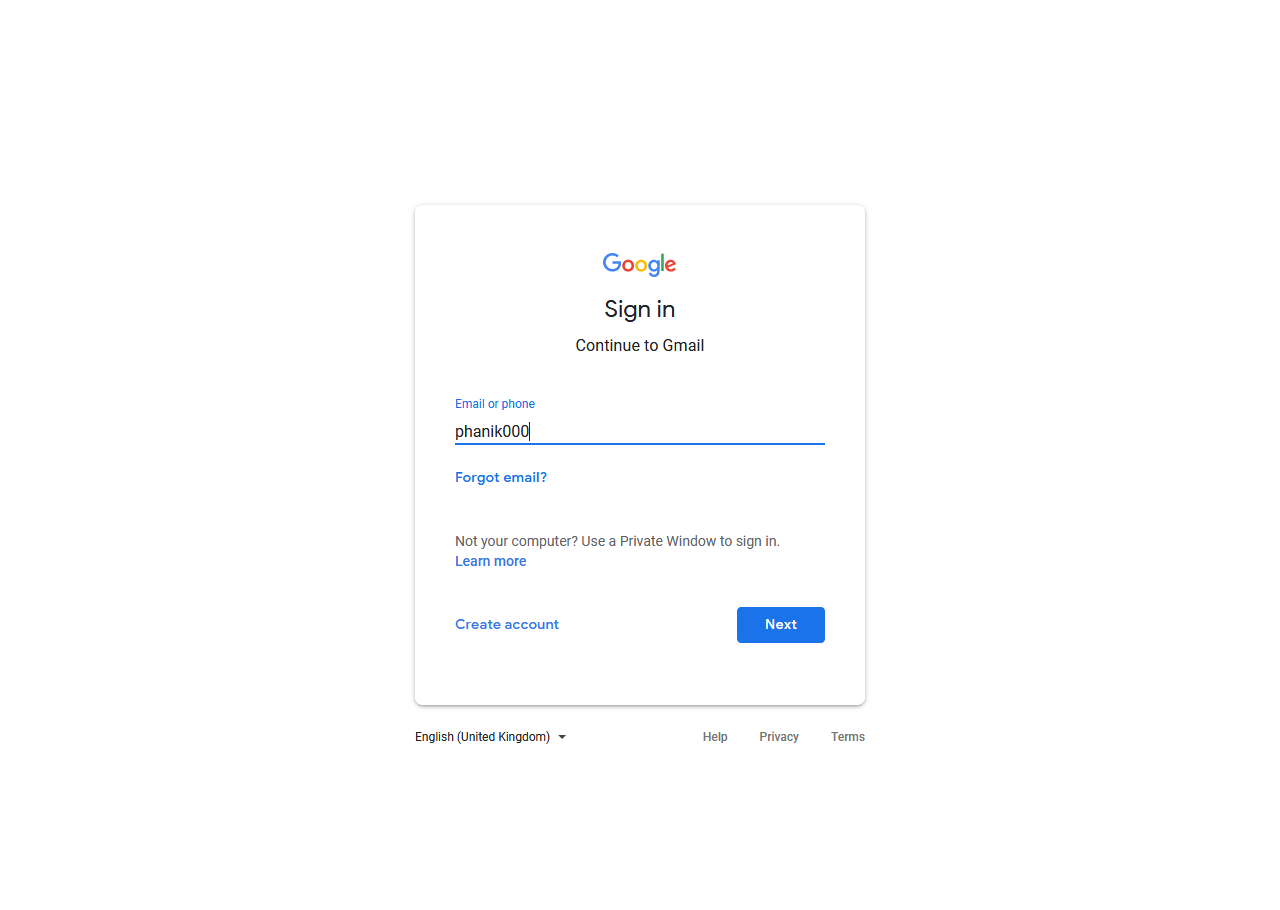 Google
Sign in
Continue to Gmail
Email or phone
phanik000
Forgot email?
Not your computer? Use a Private Window to sign in.
Learn more
Create account
Next
English (United Kingdom)
Help
Privacy
Terms